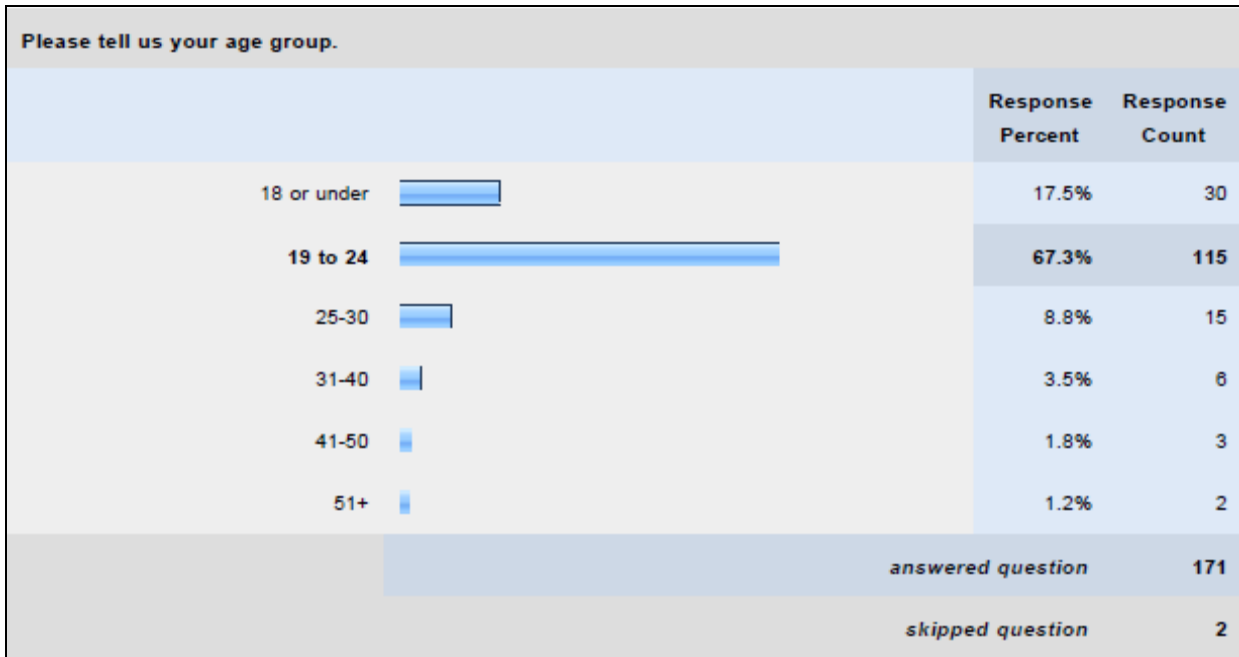 Please tell us your age group.
Response Percent Response Count
18 or under 17.5% 30
19 to 24 67.3% 115
25-30 8.8% 15
31-40 3.5% 6
41-50 1.8% 3
51+ 1.2% 2
answered question 171
skipped question 2